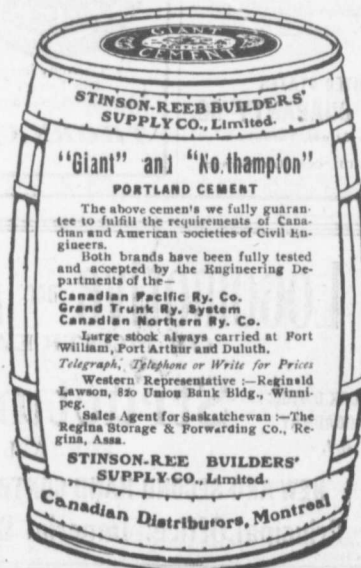 GIANT
CEMENT
STINSON-REEB BUILDERS'
SUPPLY CO., Limited.
"Giant" and "No.thampton"
PORTLAND CEMENT
The above cemen's we fully guaran-
tee to fulfill the requirements of Cana-
dian and American Societies of Civil En-
gineers.
Both brands have been fully tested
and accepted by the Engineering De-
partments of the—
Canadian Pacific Ry. Co.
Grand Trunk Ry. System
Canadian Northern Ry. Co.
Large stock always carried at Fort
William, Port Arthur and Duluth.
Telegraph, Telephone or Write for Prices
Western Representative :—Reginald
Lawson, 820 Union Bank Bldg., Winni-
peg.
Sales Agent for Saskatchewan :—The
Regina Storage & Forwarding Co., Re-
gina, Assa.
STINSON-REE BUILDERS'
SUPPLY CO., Limited.
Canadian Distributors, Montreal